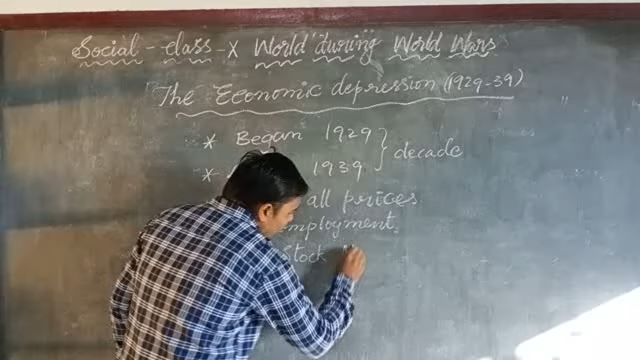 Social - class - X World during World Wars
The Economic depression (1929-39)
* Began 1929
* 1939 } decade
all prices
employment,
Stock